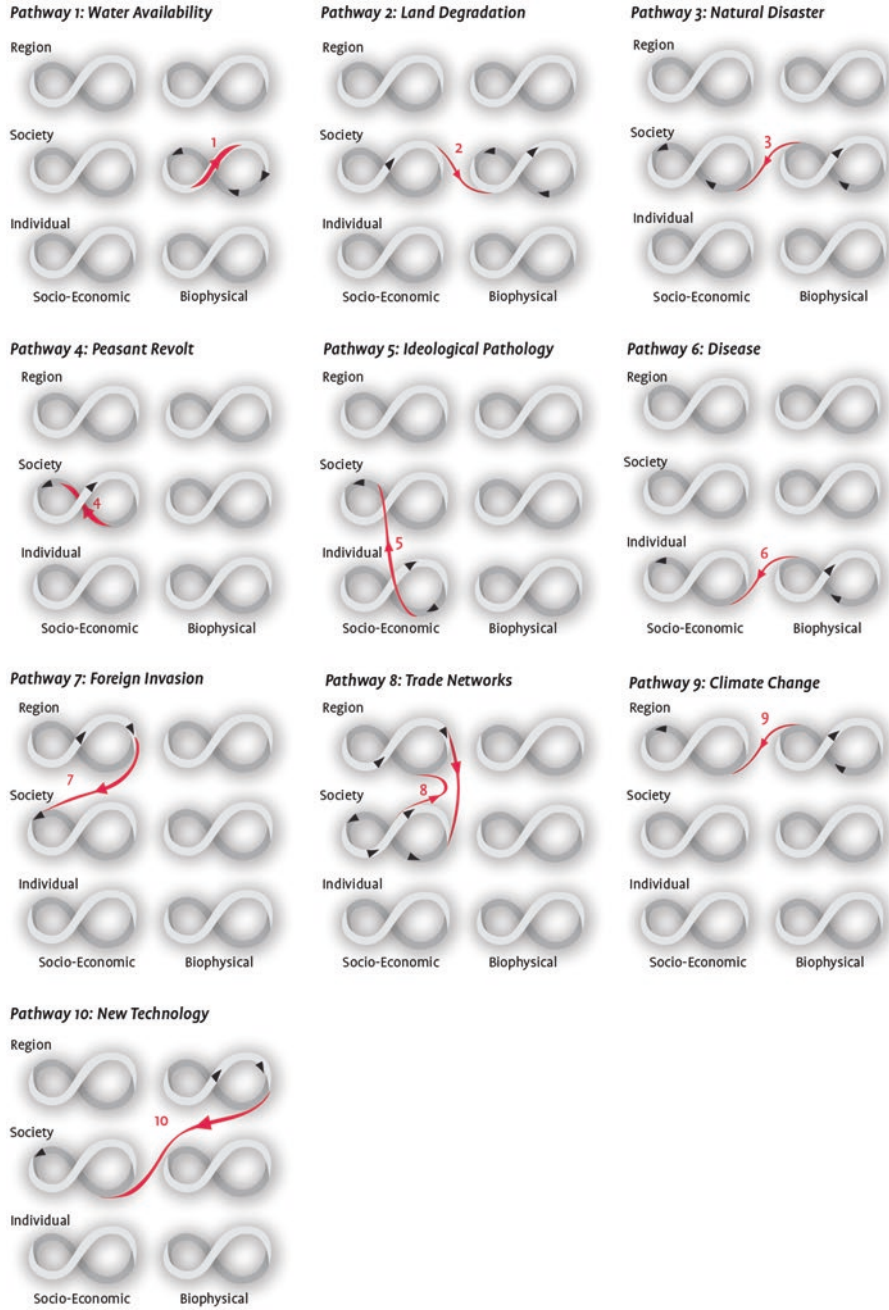 Pathway 1: Water Availability
Region
Society
1
Individual
Socio-Economic Biophysical
Pathway 2: Land Degradation
Region
Society
2
Individual
Socio-Economic Biophysical
Pathway 3: Natural Disaster
Region
Society
3
Individual
Socio-Economic Biophysical
Pathway 4: Peasant Revolt
Region
Society
4
Individual
Socio-Economic Biophysical
Pathway 5: Ideological Pathology
Region
Society
Individual 5
Socio-Economic Biophysical
Pathway 6: Disease
Region
Society
Individual
6
Socio-Economic Biophysical
Pathway 7: Foreign Invasion
Region
7
Society
Individual
Socio-Economic Biophysical
Pathway 8: Trade Networks
Region
Society 8
Individual
Socio-Economic Biophysical
Pathway 9: Climate Change
Region
9
Society
Individual
Socio-Economic Biophysical
Pathway 10: New Technology
Region
10
Society
Individual
Socio-Economic Biophysical